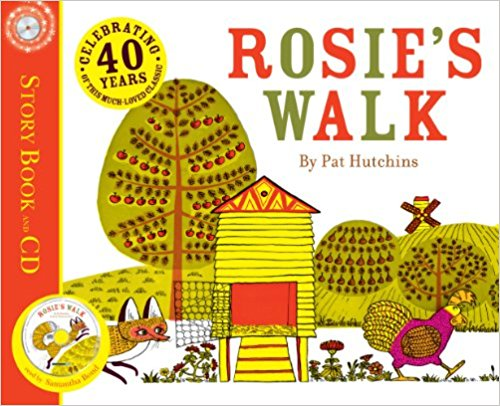 CELEBRATING
40
YEARS
OF THIS MUCH-LOVED CLASSIC
ROSIE'S
WALK
By Pat Hutchins
STORY BOOK AND CD
ROSIE'S WALK
read by Samantha Bond